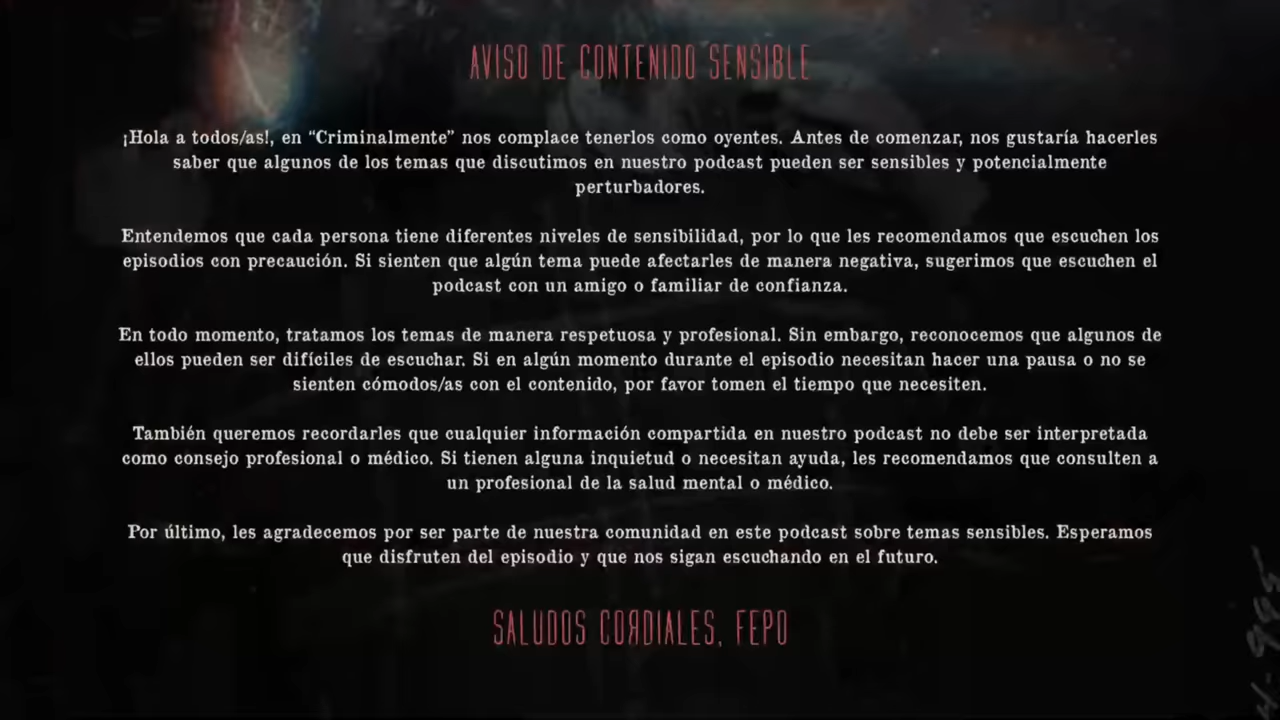 AVISO DE CONTENIDO SENSIBLE
¡Hola a todos/as!, en “Criminalmente” nos complace tenerlos como oyentes. Antes de comenzar, nos gustaría hacerles
saber que algunos de los temas que discutimos en nuestro podcast pueden ser sensibles y potencialmente
perturbadores.
Entendemos que cada persona tiene diferentes niveles de sensibilidad, por lo que les recomendamos que escuchen los
episodios con precaución. Si sienten que algún tema puede afectarles de manera negativa, sugerimos que escuchen el
podcast con un amigo o familiar de confianza.
En todo momento, tratamos los temas de manera respetuosa y profesional. Sin embargo, reconocemos que algunos de
ellos pueden ser difíciles de escuchar. Si en algún momento durante el episodio necesitan hacer una pausa o no se
sienten cómodos/as con el contenido, por favor tomen el tiempo que necesiten.
También queremos recordarles que cualquier información compartida en nuestro podcast no debe ser interpretada
como consejo profesional o médico. Si tienen alguna inquietud o necesitan ayuda, les recomendamos que consulten a
un profesional de la salud mental o médico.
Por último, les agradecemos por ser parte de nuestra comunidad en este podcast sobre temas sensibles. Esperamos
que disfruten del episodio y que nos sigan escuchando en el futuro.
SALUDOS CORDIALES, FEPO